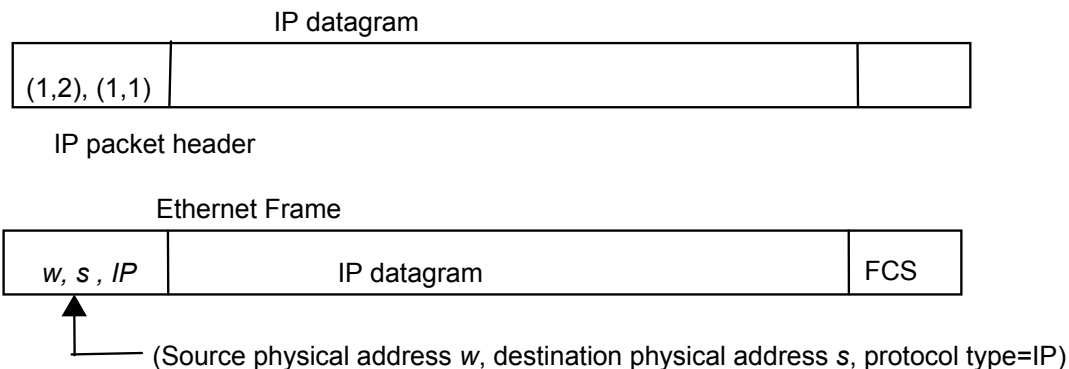 IP datagram
(1,2), (1,1)
IP packet header
Ethernet Frame
w, s , IP IP datagram FCS
(Source physical address w, destination physical address s, protocol type=IP)